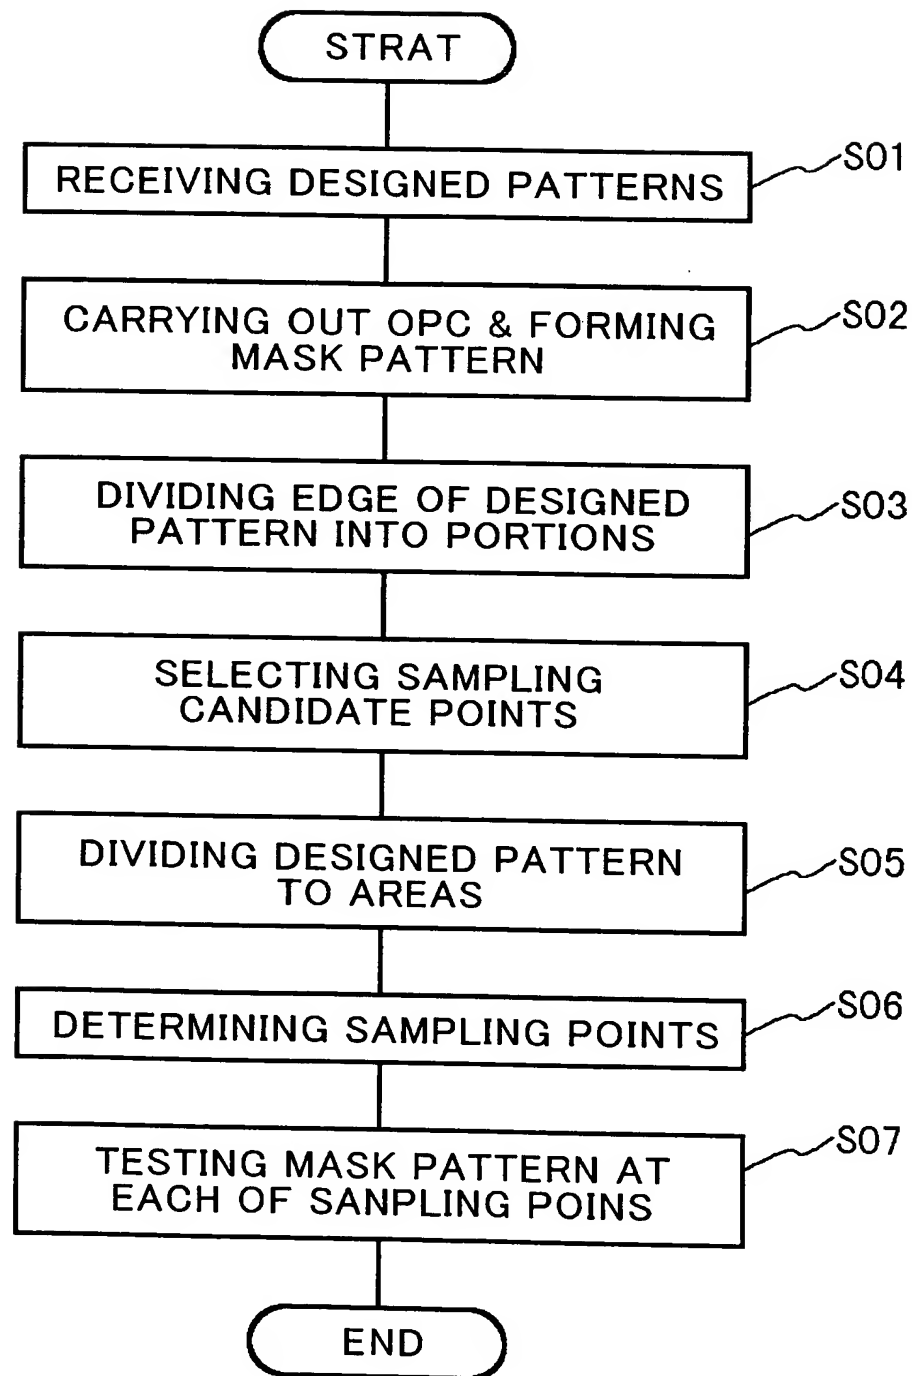 STRAT
RECEIVING DESIGNED PATTERNS
S01
CARRYING OUT OPC & FORMING
MASK PATTERN
S02
DIVIDING EDGE OF DESIGNED
PATTERN INTO PORTIONS
S03
SELECTING SAMPLING
CANDIDATE POINTS
S04
DIVIDING DESIGNED PATTERN
TO AREAS
S05
DETERMINING SAMPLING POINTS
S06
TESTING MASK PATTERN AT
EACH OF SANPLING POINS
S07
END